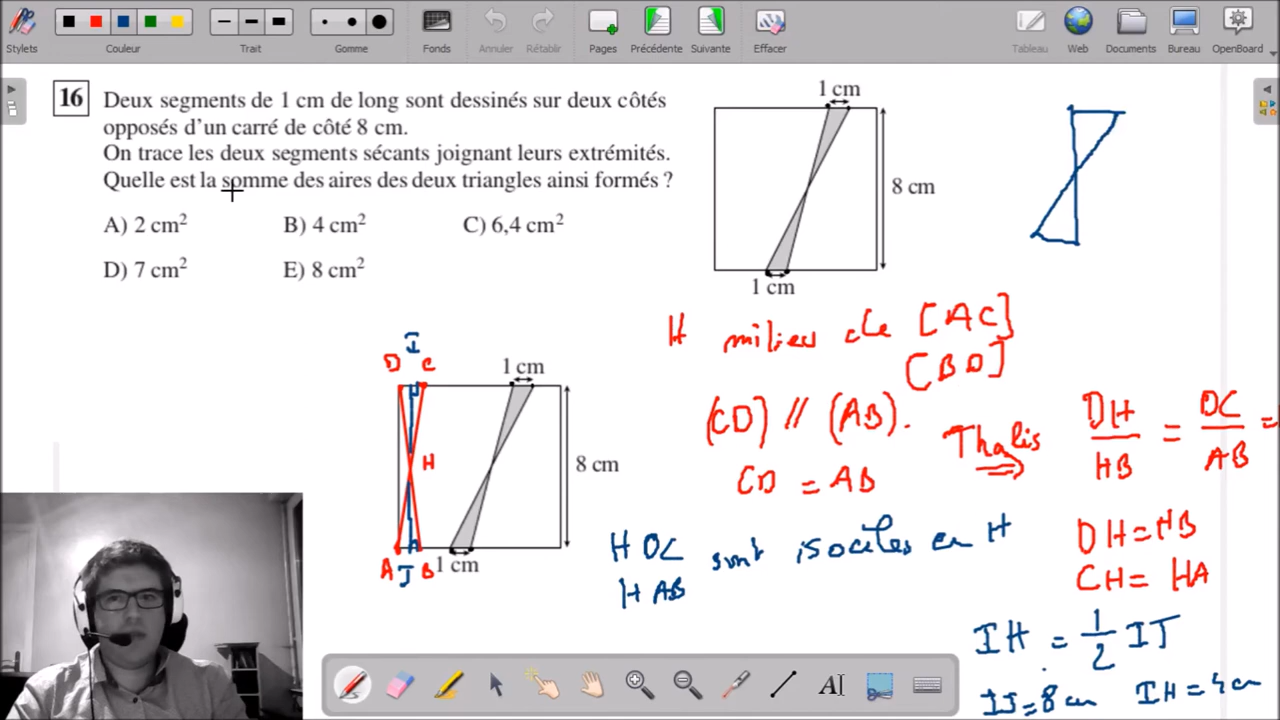 Stylets
Couleur
Trait
Gomme
Fonds
Annuler
Rétablir
Pages
Précédente
Suivante
Effacer
Tableau
Web
Documents
Bureau
OpenBoard
16 Deux segments de 1 cm de long sont dessinés sur deux côtés
opposés d'un carré de côté 8 cm.
On trace les deux segments sécants joignant leurs extrémités.
Quelle est la somme des aires des deux triangles ainsi formés ?
A) 2 cm²
B) 4 cm²
C) 6,4 cm²
D) 7 cm²
E) 8 cm²
1 cm
8 cm
1 cm
I
D C
1 cm
H
8 cm
A J B
1 cm
H milieu de [AC]
[BD]
(CD) // (AB).
CD = AB
Thalès
⇒
DH/HB = DC/AB =
DH = HB
CH = HA
HDC
HAB
sont isocèles en H
IH = 1/2 IJ
IJ = 8 cm IH = 4 cm
AI